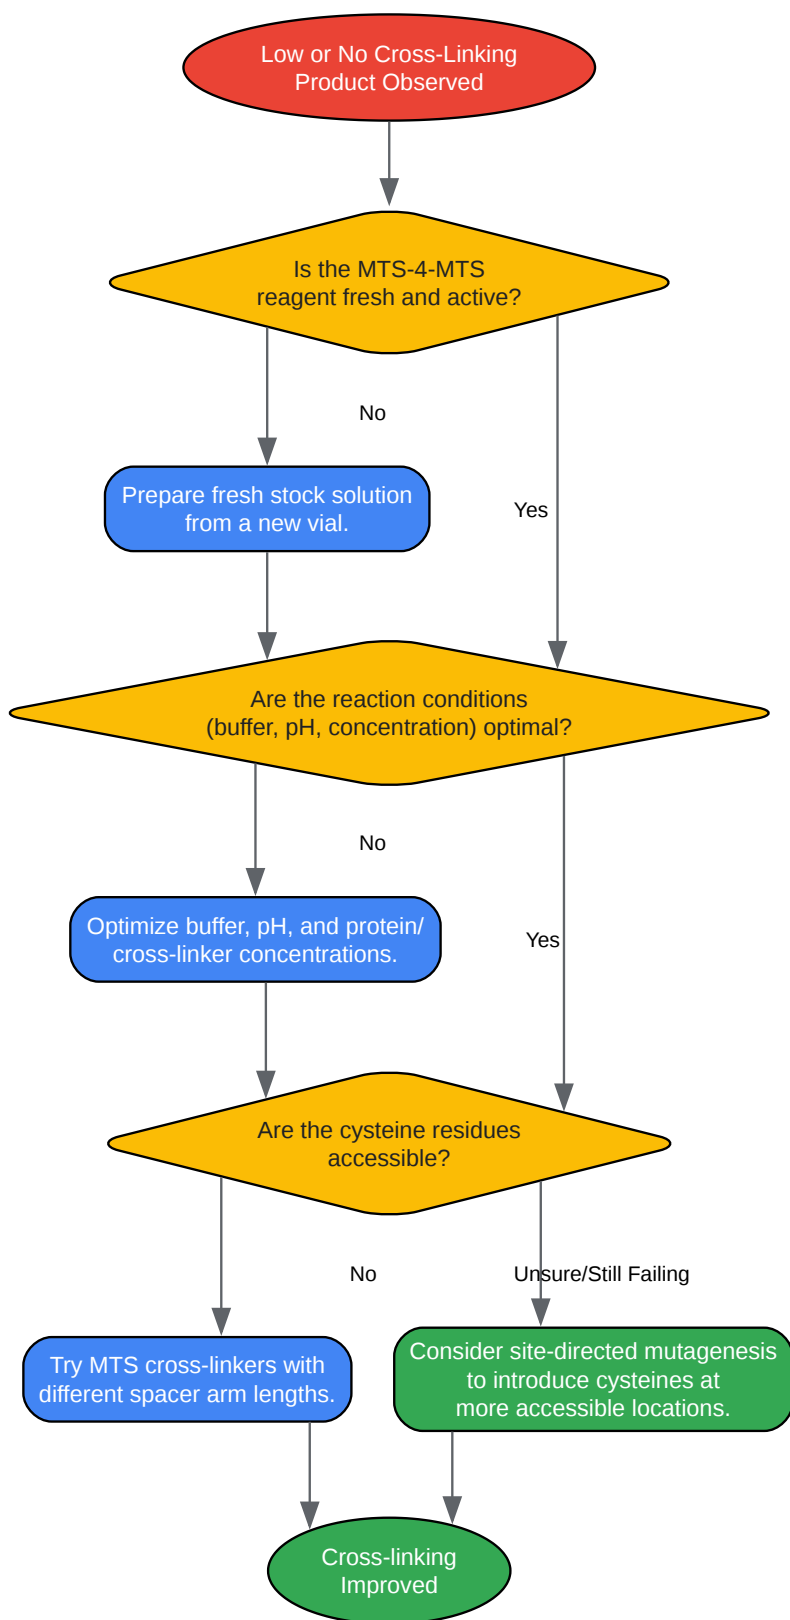 Low or No Cross-Linking
Product Observed
Is the MTS-4-MTS
reagent fresh and active?
No
Prepare fresh stock solution
from a new vial.
Yes
Are the reaction conditions
(buffer, pH, concentration) optimal?
No
Optimize buffer, pH, and protein/
cross-linker concentrations.
Yes
Are the cysteine residues
accessible?
No
Unsure/Still Failing
Try MTS cross-linkers with
different spacer arm lengths.
Consider site-directed mutagenesis
to introduce cysteines at
more accessible locations.
Cross-linking
Improved